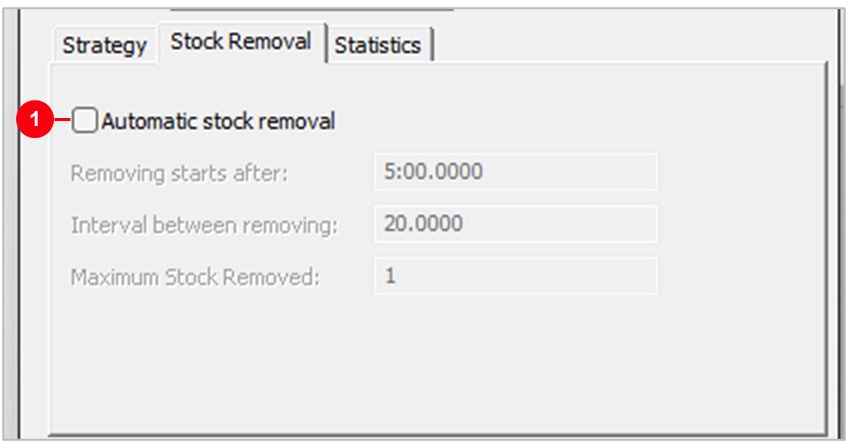 Strategy Stock Removal Statistics
1 Automatic stock removal
Removing starts after: 5:00.0000
Interval between removing: 20.0000
Maximum Stock Removed: 1